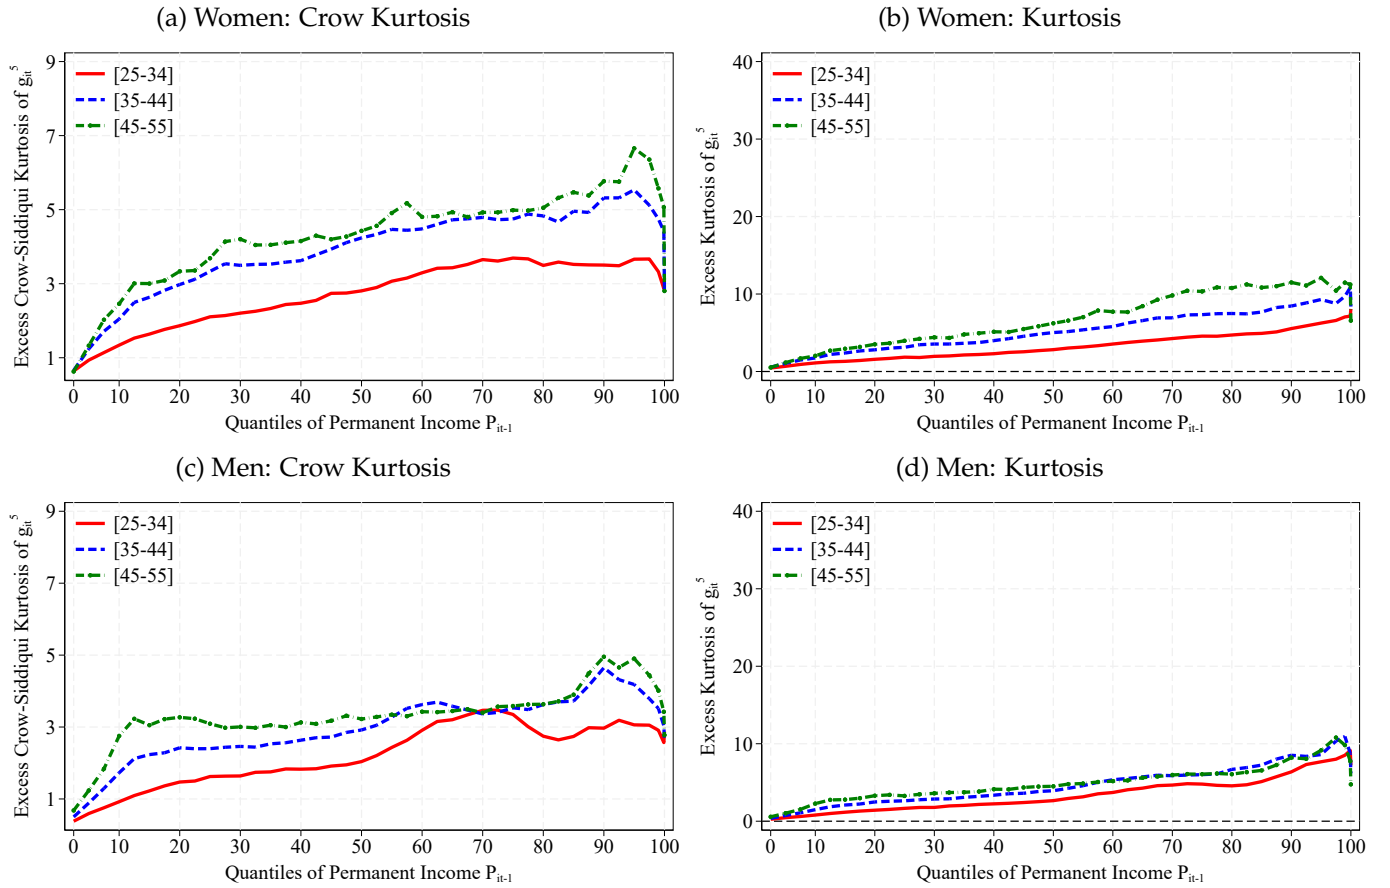 (a) Women: Crow Kurtosis
Excess Crow-Siddiqui Kurtosis of g_it^5
9
7
5
3
1
[25-34]
[35-44]
[45-55]
0 10 20 30 40 50 60 70 80 90 100
Quantiles of Permanent Income P_it-1
(b) Women: Kurtosis
Excess Kurtosis of g_it^5
40
30
20
10
0
[25-34]
[35-44]
[45-55]
0 10 20 30 40 50 60 70 80 90 100
Quantiles of Permanent Income P_it-1
(c) Men: Crow Kurtosis
Excess Crow-Siddiqui Kurtosis of g_it^5
9
7
5
3
1
[25-34]
[35-44]
[45-55]
0 10 20 30 40 50 60 70 80 90 100
Quantiles of Permanent Income P_it-1
(d) Men: Kurtosis
Excess Kurtosis of g_it^5
40
30
20
10
0
[25-34]
[35-44]
[45-55]
0 10 20 30 40 50 60 70 80 90 100
Quantiles of Permanent Income P_it-1